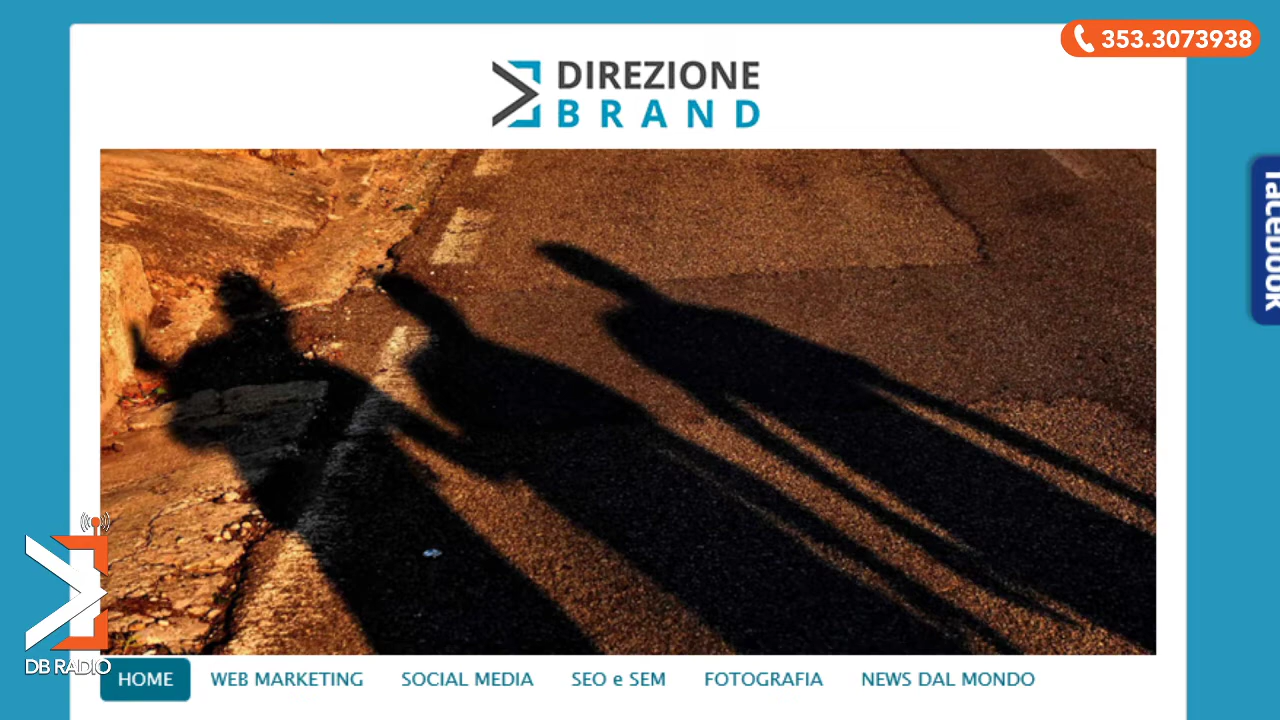 353.3073938
DIREZIONE
BRAND
facebook
DB RADIO
HOME WEB MARKETING SOCIAL MEDIA SEO e SEM FOTOGRAFIA NEWS DAL MONDO